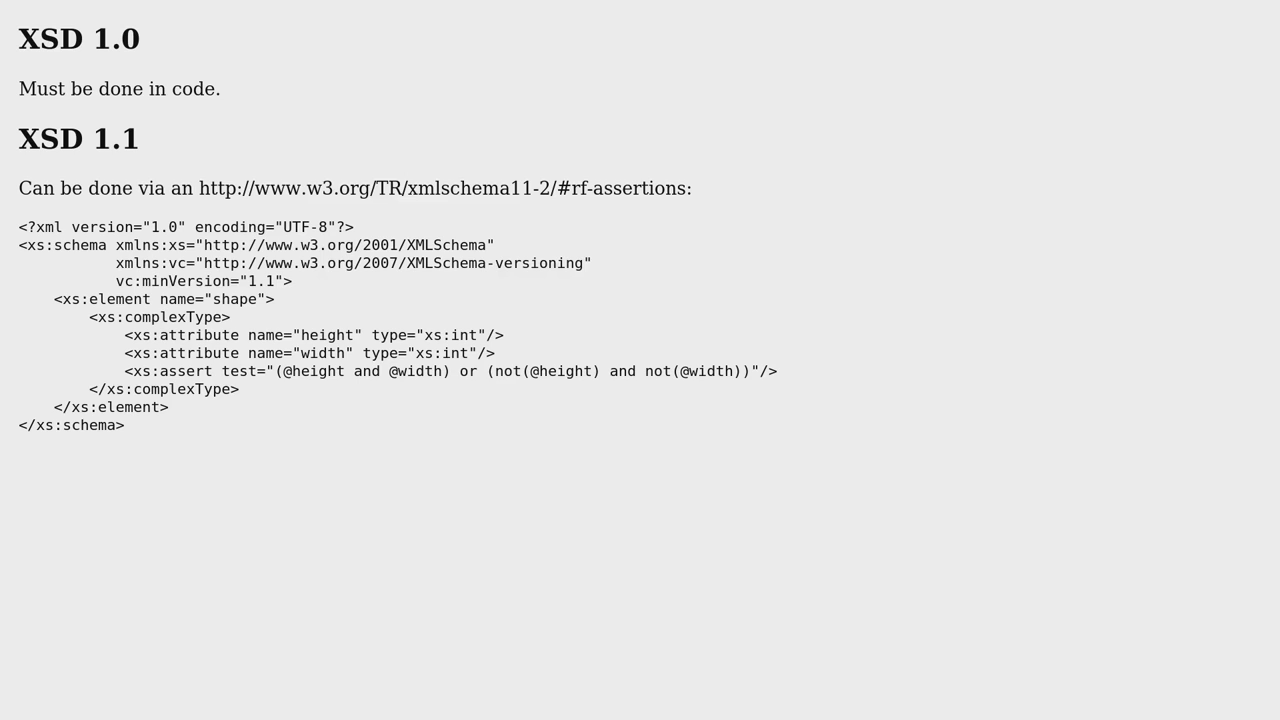 XSD 1.0
Must be done in code.
XSD 1.1
Can be done via an http://www.w3.org/TR/xmlschema11-2/#rf-assertions:
<?xml version="1.0" encoding="UTF-8"?>
<xs:schema xmlns:xs="http://www.w3.org/2001/XMLSchema"
           xmlns:vc="http://www.w3.org/2007/XMLSchema-versioning"
           vc:minVersion="1.1">
    <xs:element name="shape">
        <xs:complexType>
            <xs:attribute name="height" type="xs:int"/>
            <xs:attribute name="width" type="xs:int"/>
            <xs:assert test="(@height and @width) or (not(@height) and not(@width))"/>
        </xs:complexType>
    </xs:element>
</xs:schema>